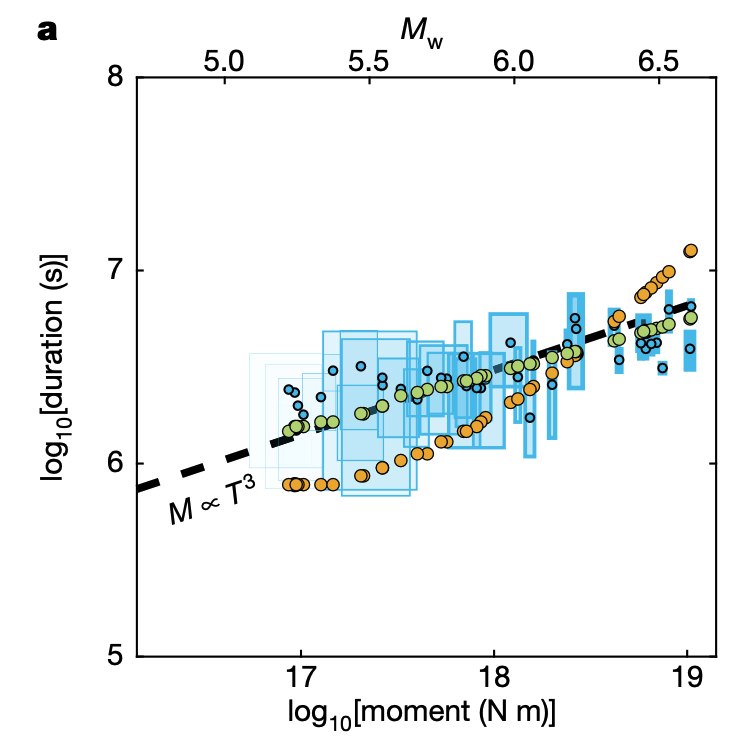 a
Mw
5.0 5.5 6.0 6.5
8
7
6
5
log10[duration (s)]
M ∝ T³
17 18 19
log10[moment (N m)]